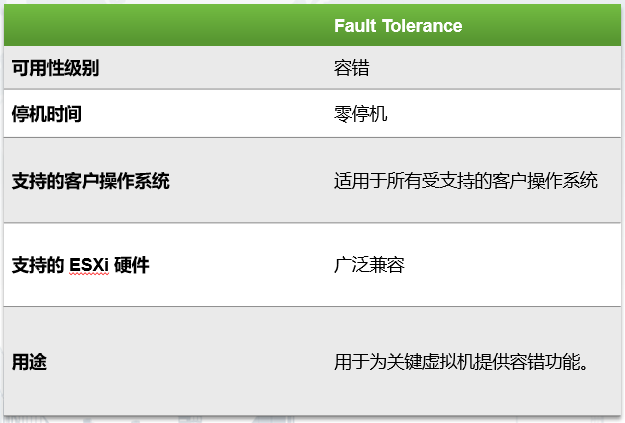 Fault Tolerance
可用性级别 容错
停机时间 零停机
支持的客户操作系统 适用于所有受支持的客户操作系统
支持的 ESXi 硬件 广泛兼容
用途 用于为关键虚拟机提供容错功能。